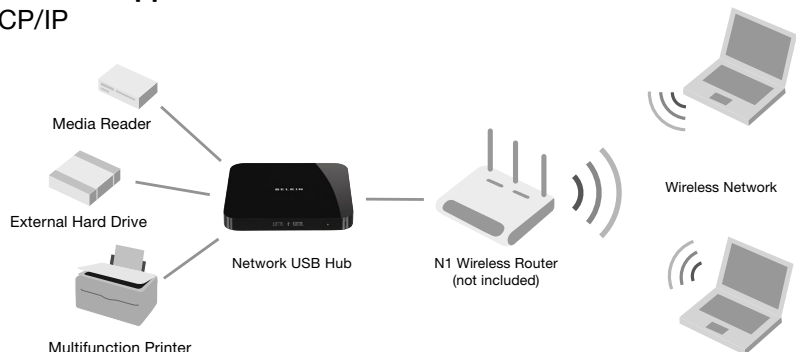 CP/IP
Media Reader
External Hard Drive
Multifunction Printer
BELKIN
Network USB Hub
N1 Wireless Router
(not included)
Wireless Network